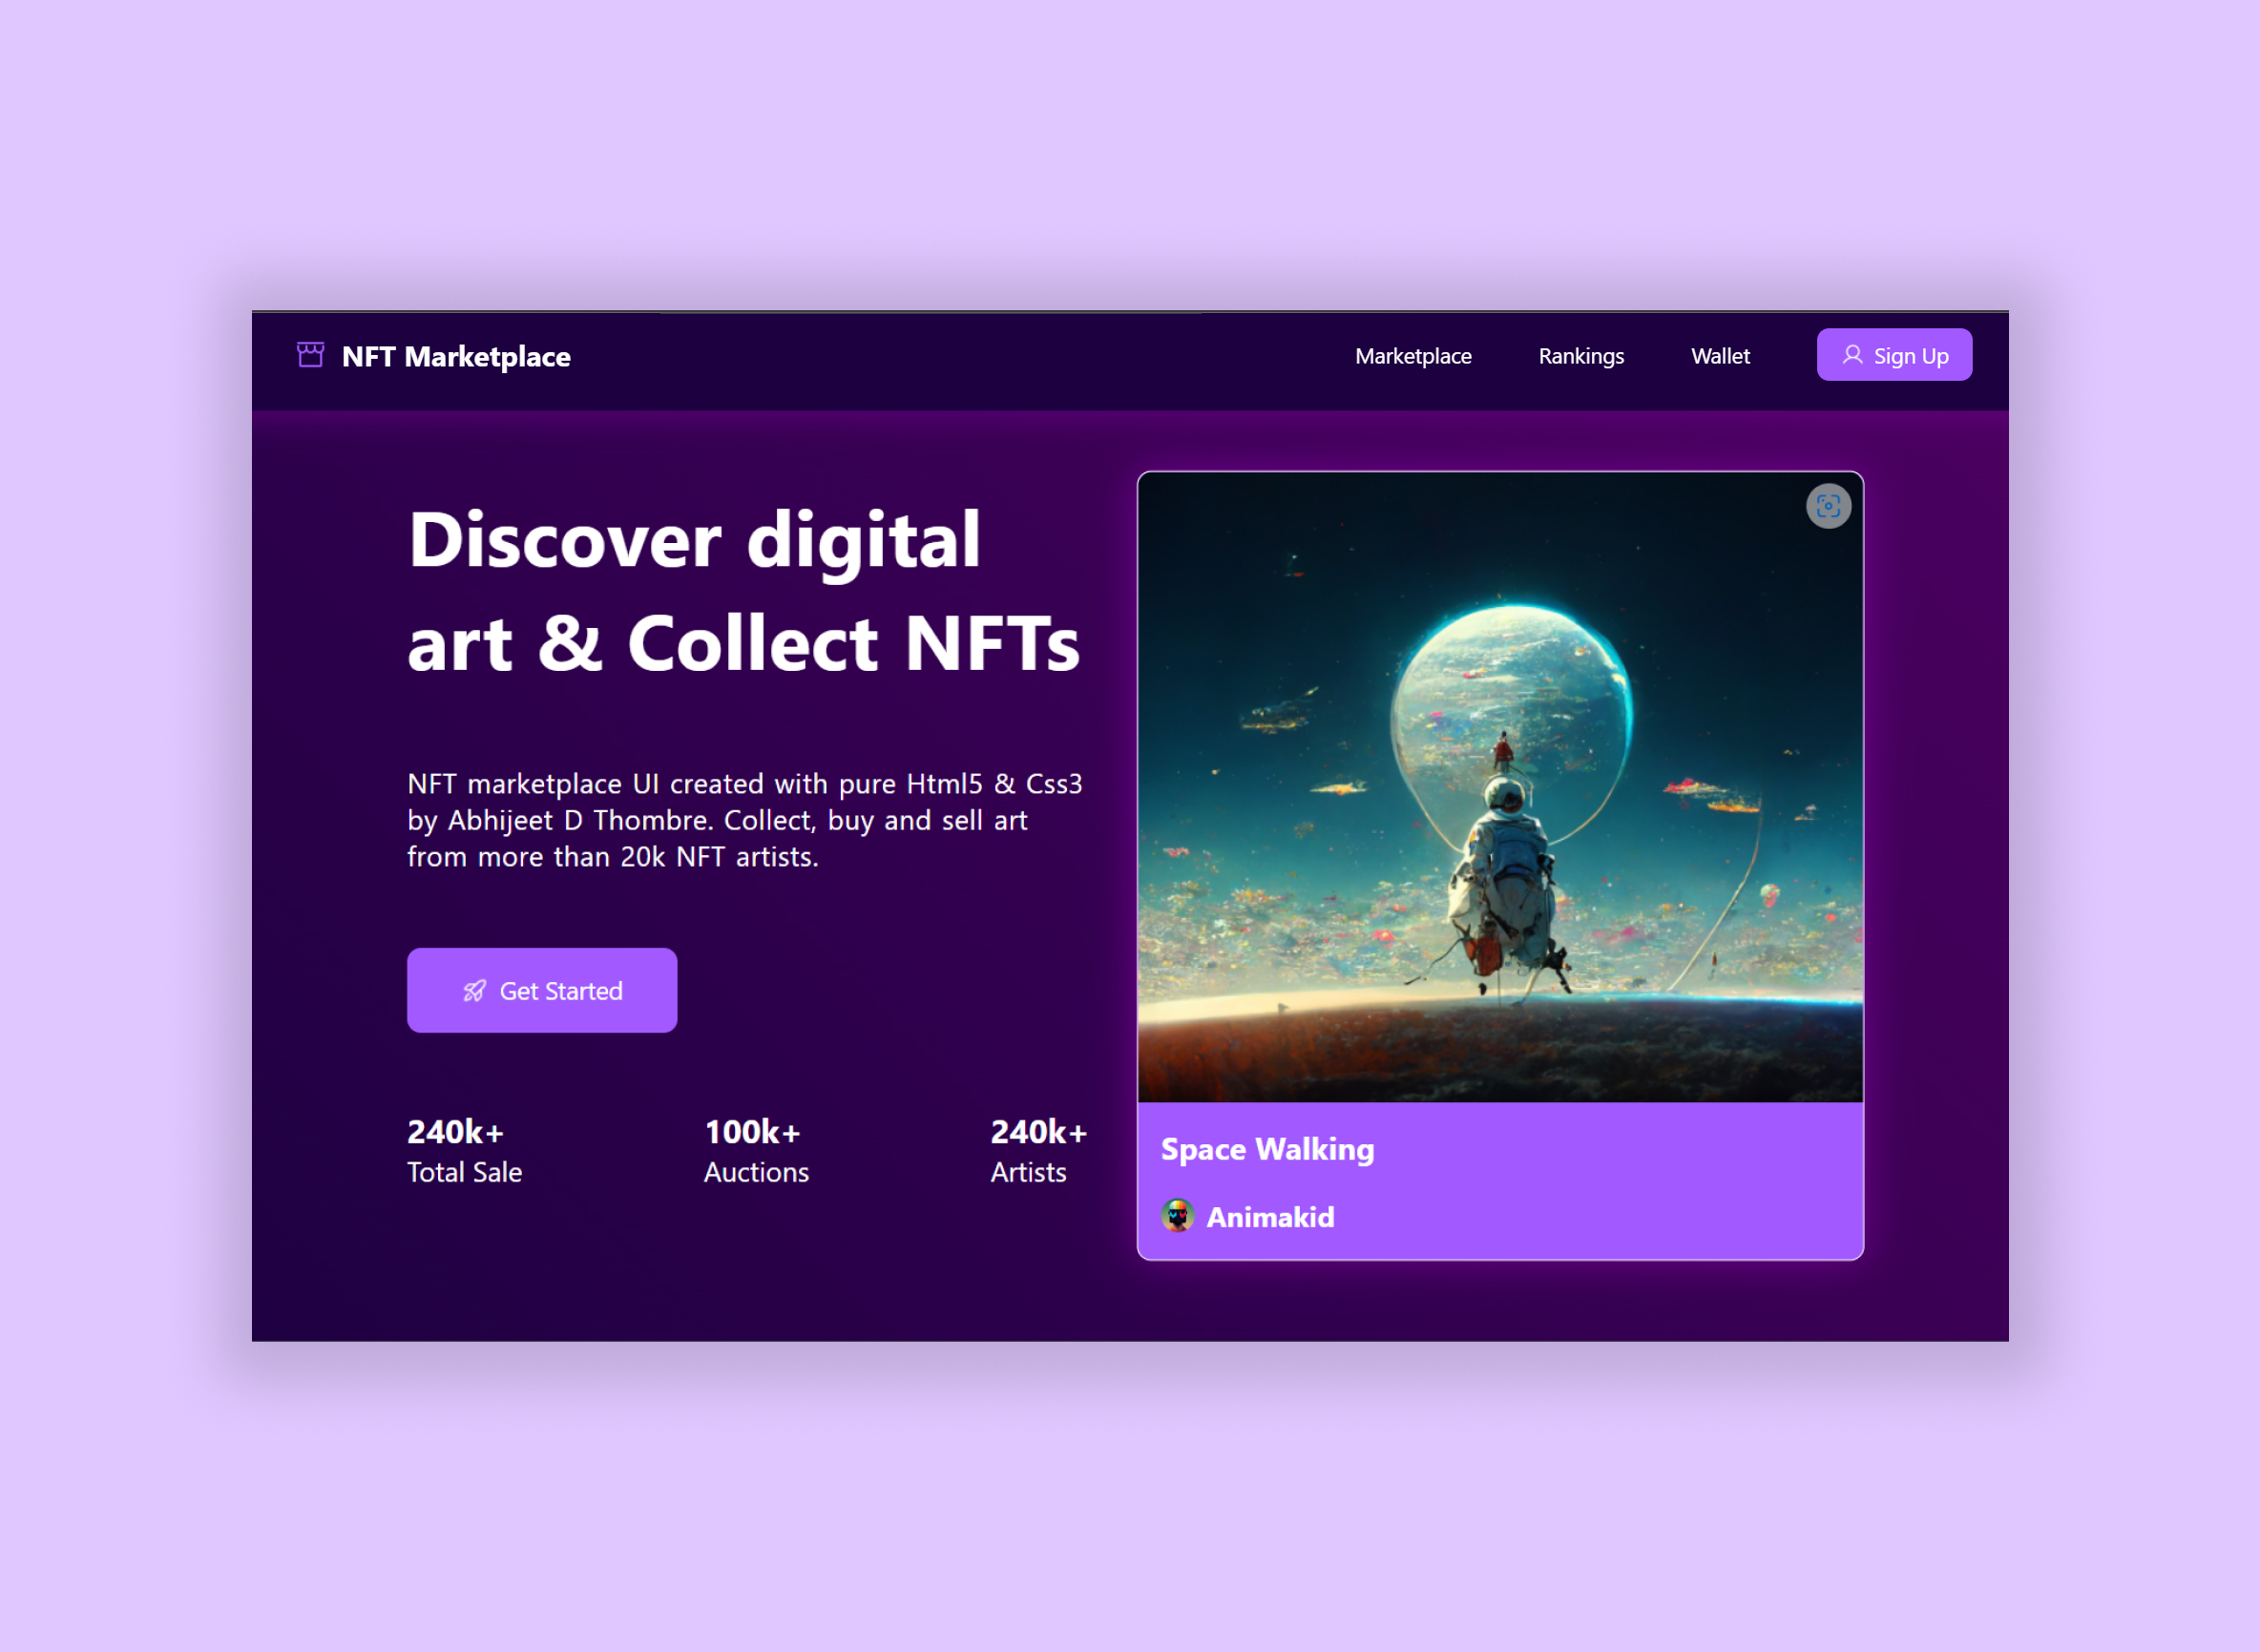 NFT Marketplace
Marketplace
Rankings
Wallet
Sign Up
Discover digital
art & Collect NFTs
NFT marketplace UI created with pure Html5 & Css3
by Abhijeet D Thombre. Collect, buy and sell art
from more than 20k NFT artists.
Get Started
240k+
Total Sale
100k+
Auctions
240k+
Artists
Space Walking
Animakid